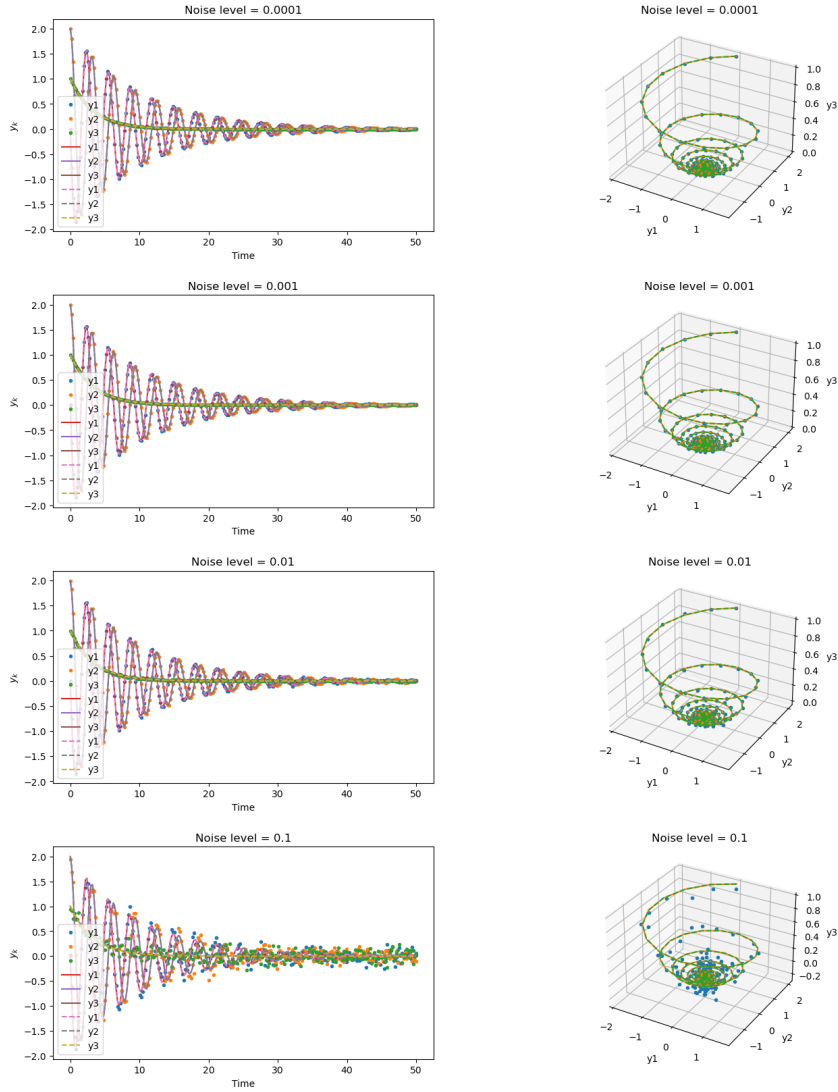 Noise level = 0.0001
2.0
1.5
1.0
0.5
0.0
−0.5
−1.0
−1.5
−2.0
y_k
y1
y2
y3
y1
y2
y3
y1
y2
y3
0 10 20 30 40 50
Time
Noise level = 0.0001
1.0
0.8
0.6
0.4
0.2
0.0
y3
−2
−1
0
1
y1
−1
0
1
2
y2
Noise level = 0.001
2.0
1.5
1.0
0.5
0.0
−0.5
−1.0
−1.5
−2.0
y_k
y1
y2
y3
y1
y2
y3
y1
y2
y3
0 10 20 30 40 50
Time
Noise level = 0.001
1.0
0.8
0.6
0.4
0.2
0.0
y3
−2
−1
0
1
y1
−1
0
1
2
y2
Noise level = 0.01
2.0
1.5
1.0
0.5
0.0
−0.5
−1.0
−1.5
−2.0
y_k
y1
y2
y3
y1
y2
y3
y1
y2
y3
0 10 20 30 40 50
Time
Noise level = 0.01
1.0
0.8
0.6
0.4
0.2
0.0
y3
−2
−1
0
1
y1
−1
0
1
2
y2
Noise level = 0.1
2.0
1.5
1.0
0.5
0.0
−0.5
−1.0
−1.5
−2.0
y_k
y1
y2
y3
y1
y2
y3
y1
y2
y3
0 10 20 30 40 50
Time
Noise level = 0.1
1.0
0.8
0.6
0.4
0.2
0.0
−0.2
y3
−2
−1
0
1
y1
−1
0
1
2
y2